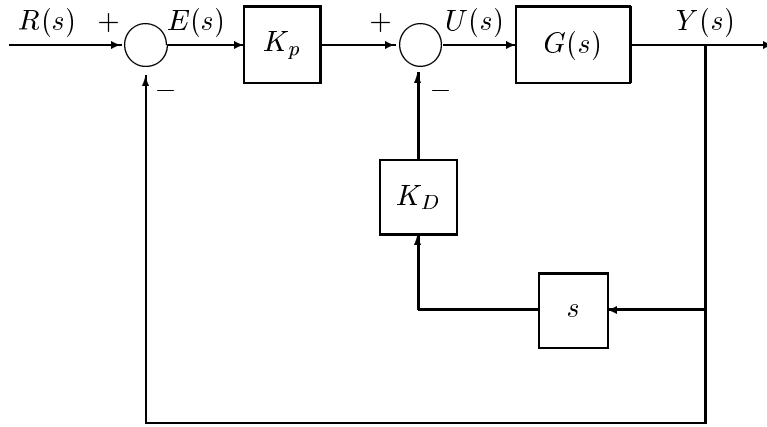 R(s) + E(s) K_p + U(s) G(s) Y(s)
− −
K_D
s